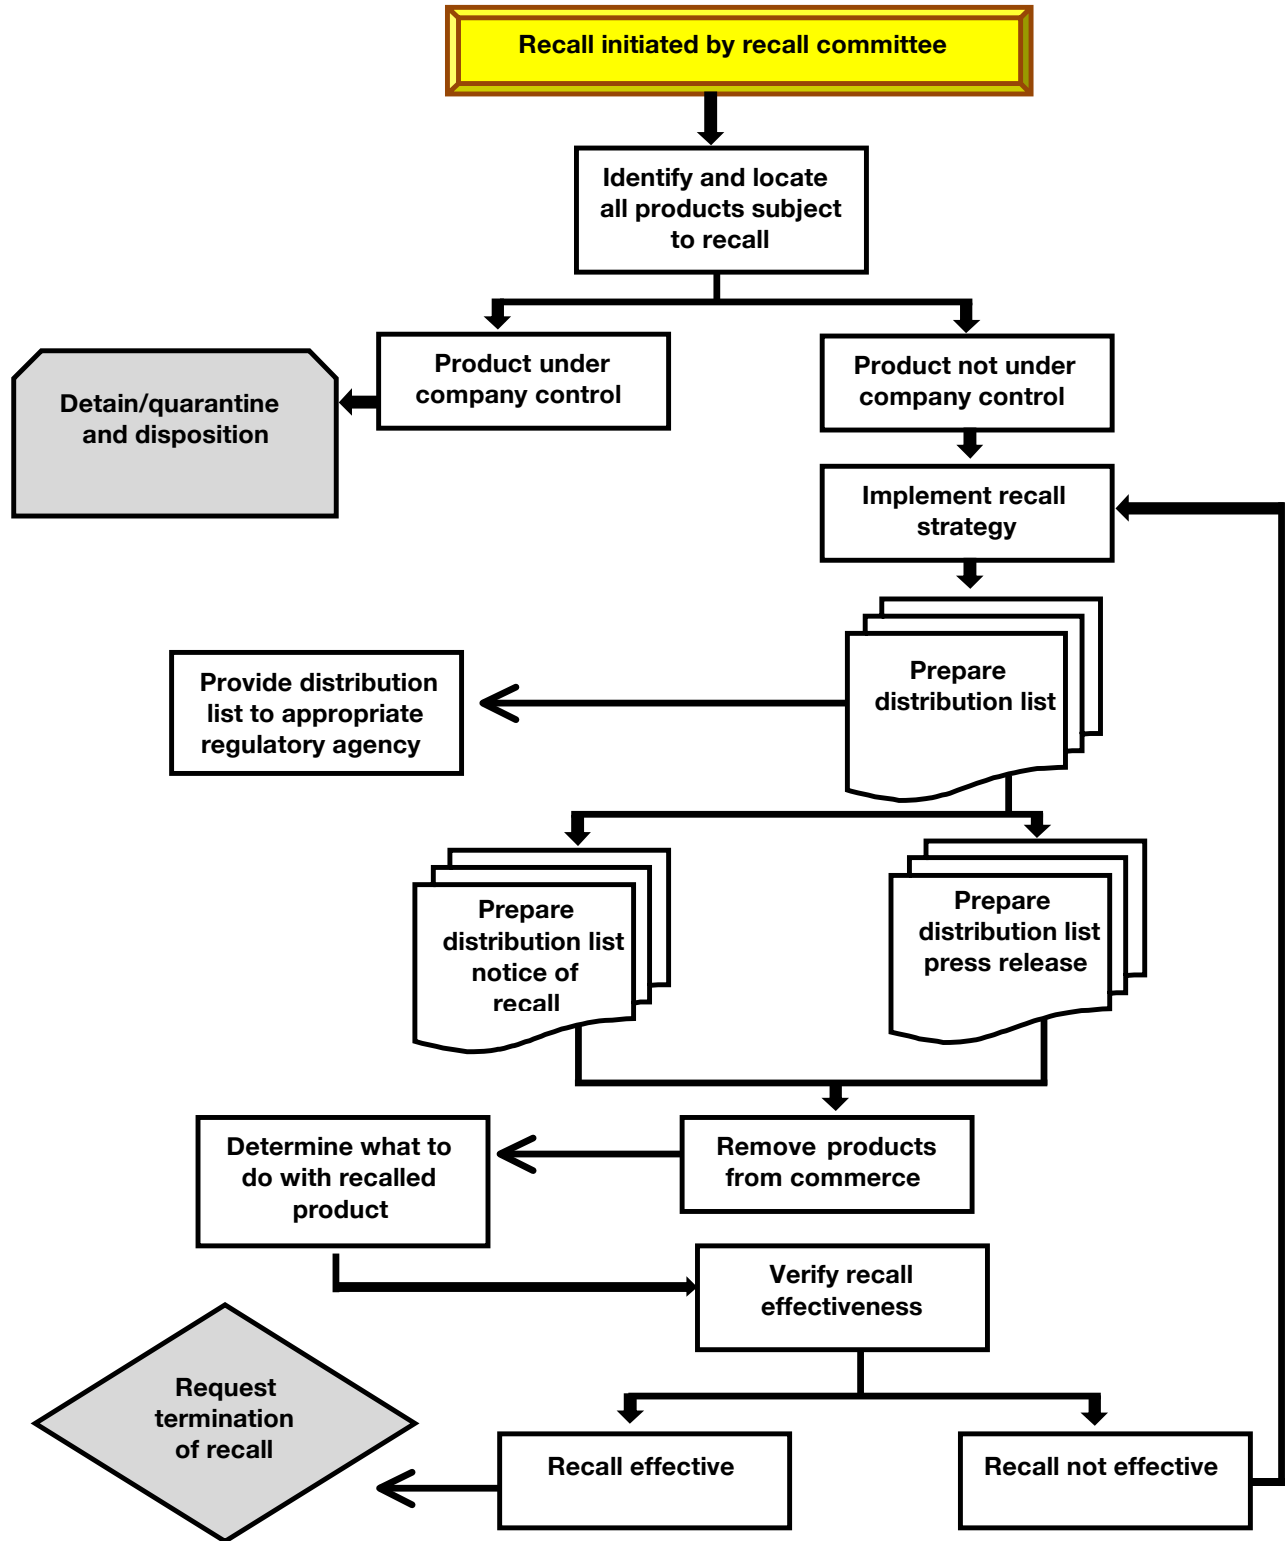 Recall initiated by recall committee
Identify and locate
all products subject
to recall
Product under
company control
Product not under
company control
Detain/quarantine
and disposition
Implement recall
strategy
Prepare
distribution list
Provide distribution
list to appropriate
regulatory agency
Prepare
distribution list
notice of
recall
Prepare
distribution list
press release
Determine what to
do with recalled
product
Remove products
from commerce
Verify recall
effectiveness
Request
termination
of recall
Recall effective
Recall not effective